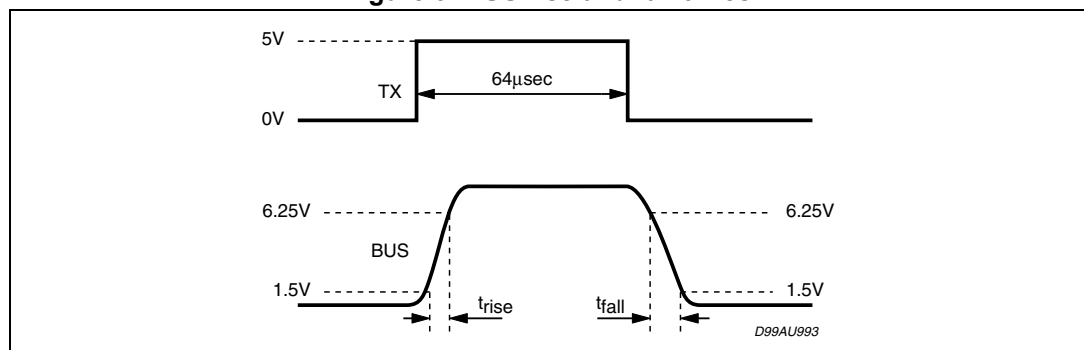 5V
64μsec
TX
0V
6.25V
6.25V
BUS
1.5V
1.5V
trise
tfall
D99AU993